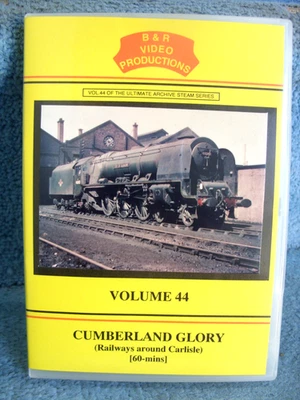 B & R
VIDEO
PRODUCTIONS
VOL.44 OF THE ULTIMATE ARCHIVE STEAM SERIES
VOLUME 44
CUMBERLAND GLORY
(Railways around Carlisle)
[60-mins]